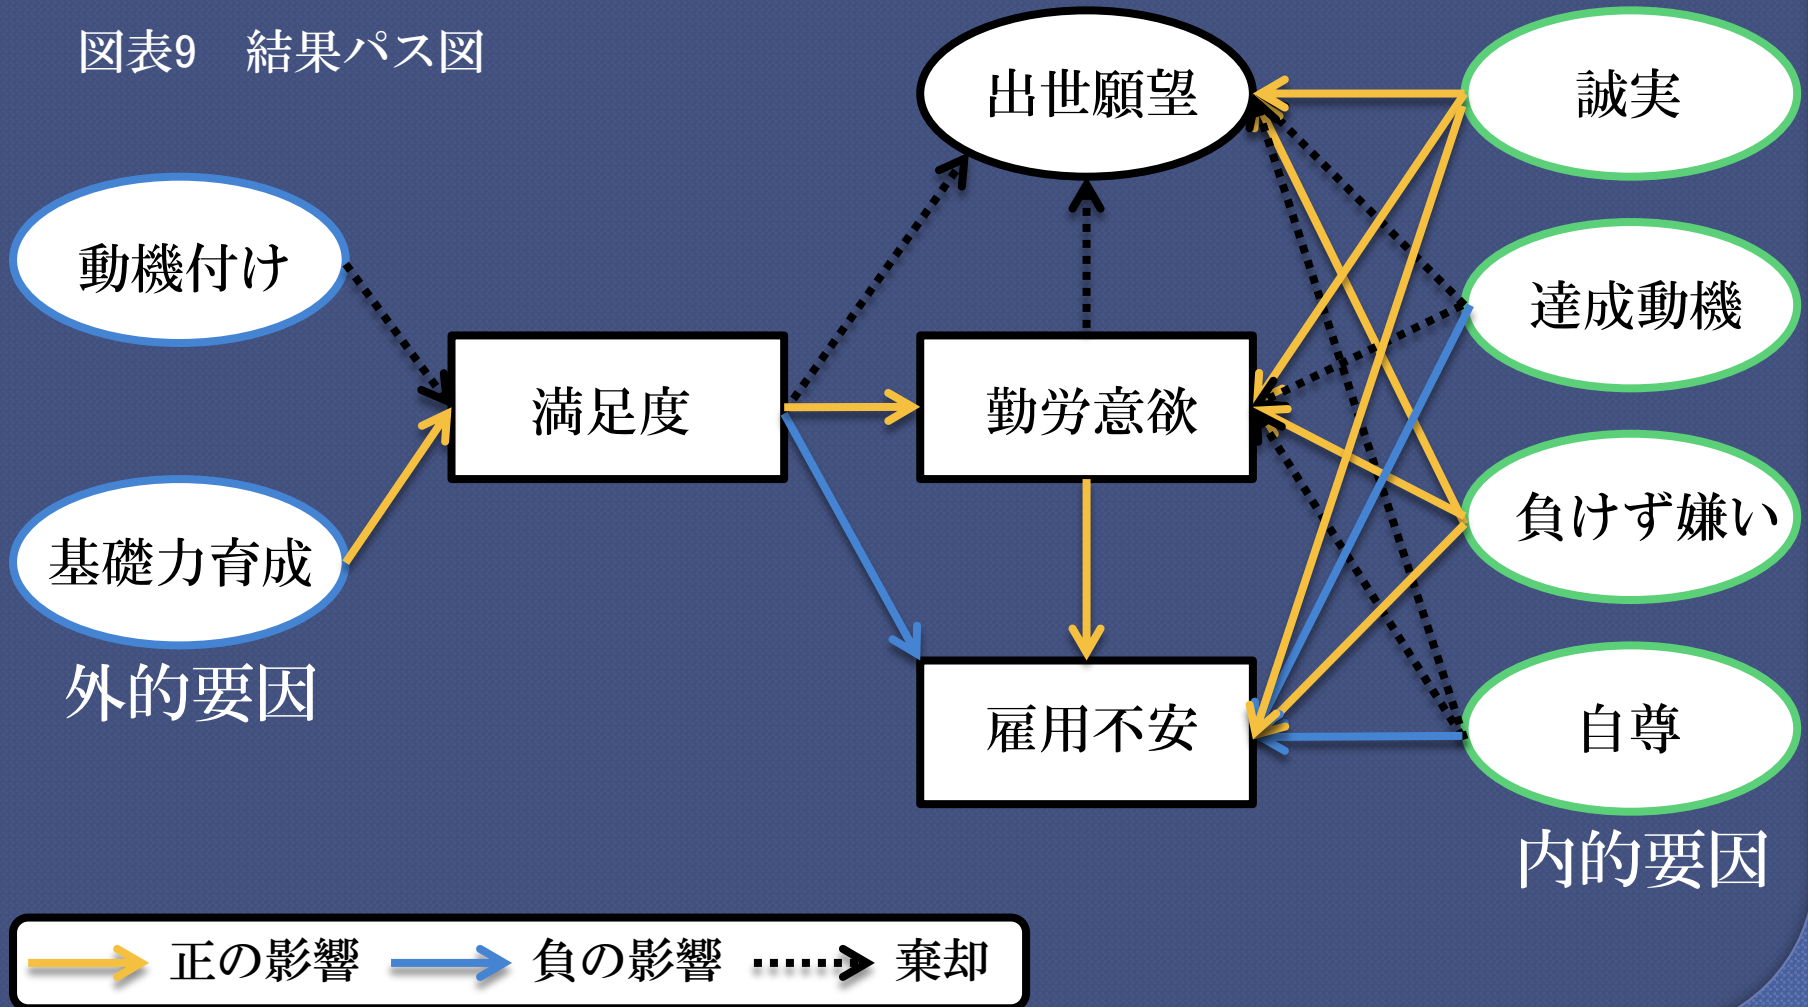 図表9　結果パス図
出世願望
誠実
動機付け
達成動機
満足度
勤労意欲
負けず嫌い
基礎力育成
外的要因
雇用不安
自尊
内的要因
正の影響
負の影響
棄却